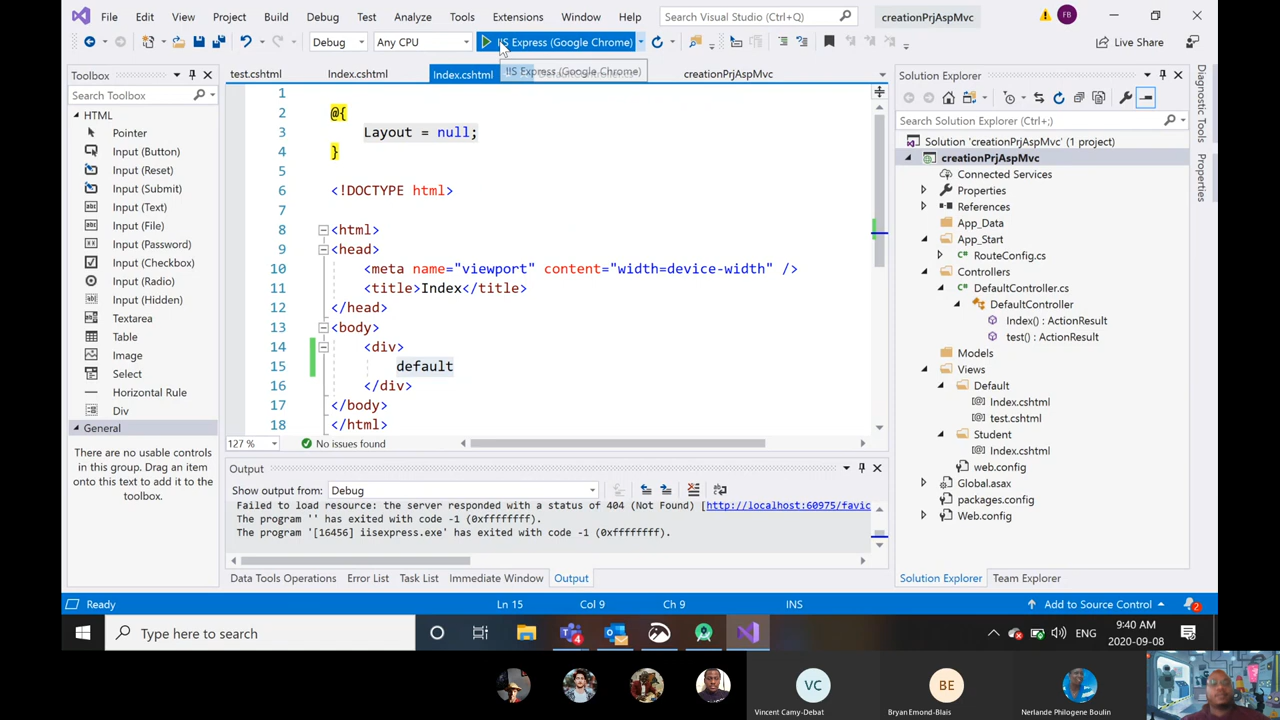 File Edit View Project Build Debug Test Analyze Tools Extensions Window Help Search Visual Studio (Ctrl+Q) creationPrjAspMvc FB
Debug Any CPU IIS Express (Google Chrome) Live Share
Toolbox
Search Toolbox
HTML
Pointer
Input (Button)
Input (Reset)
Input (Submit)
Input (Text)
Input (File)
Input (Password)
Input (Checkbox)
Input (Radio)
Input (Hidden)
Textarea
Table
Image
Select
Horizontal Rule
Div
General
There are no usable controls
in this group. Drag an item
onto this text to add it to the
toolbox.
test.cshtml Index.cshtml Index.cshtml creationPrjAspMvc
IIS Express (Google Chrome)
1
2 @{
3 Layout = null;
4 }
5
6 <!DOCTYPE html>
7
8 <html>
9 <head>
10 <meta name="viewport" content="width=device-width" />
11 <title>Index</title>
12 </head>
13 <body>
14 <div>
15 default
16 </div>
17 </body>
18 </html>
127 % No issues found
Output
Show output from: Debug
Failed to load resource: the server responded with a status of 404 (Not Found) [http://localhost:60975/favic
The program '' has exited with code -1 (0xffffffff).
The program '[16456] iisexpress.exe' has exited with code -1 (0xffffffff).
Data Tools Operations Error List Task List Immediate Window Output
Solution Explorer
Search Solution Explorer (Ctrl+;)
Solution 'creationPrjAspMvc' (1 project)
creationPrjAspMvc
Connected Services
Properties
References
App_Data
App_Start
RouteConfig.cs
Controllers
DefaultController.cs
DefaultController
Index() : ActionResult
test() : ActionResult
Models
Views
Default
Index.cshtml
test.cshtml
Student
Index.cshtml
web.config
Global.asax
packages.config
Web.config
Solution Explorer Team Explorer
Diagnostic Tools
Properties
Ready Ln 15 Col 9 Ch 9 INS Add to Source Control 2
Type here to search 4 ENG 9:40 AM
2020-09-08
VC BE
Vincent Camy-Debat Bryan Emond-Blais Nerlande Philogene Boulin